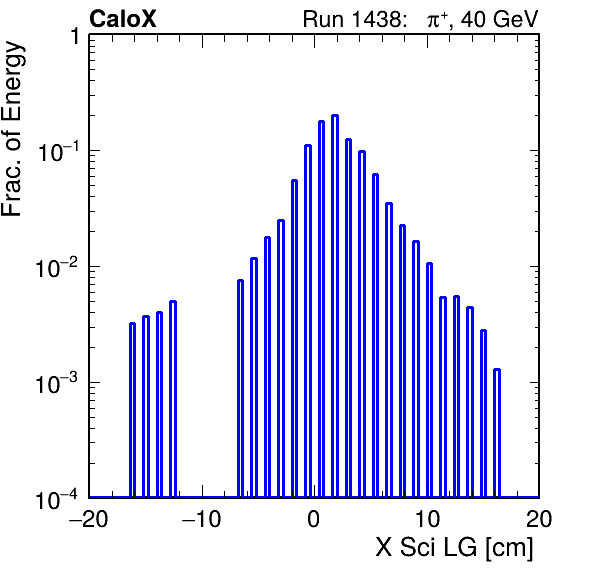 CaloX Run 1438: π⁺, 40 GeV
Frac. of Energy
1
10⁻¹
10⁻²
10⁻³
10⁻⁴
−20 −10 0 10 20
X Sci LG [cm]